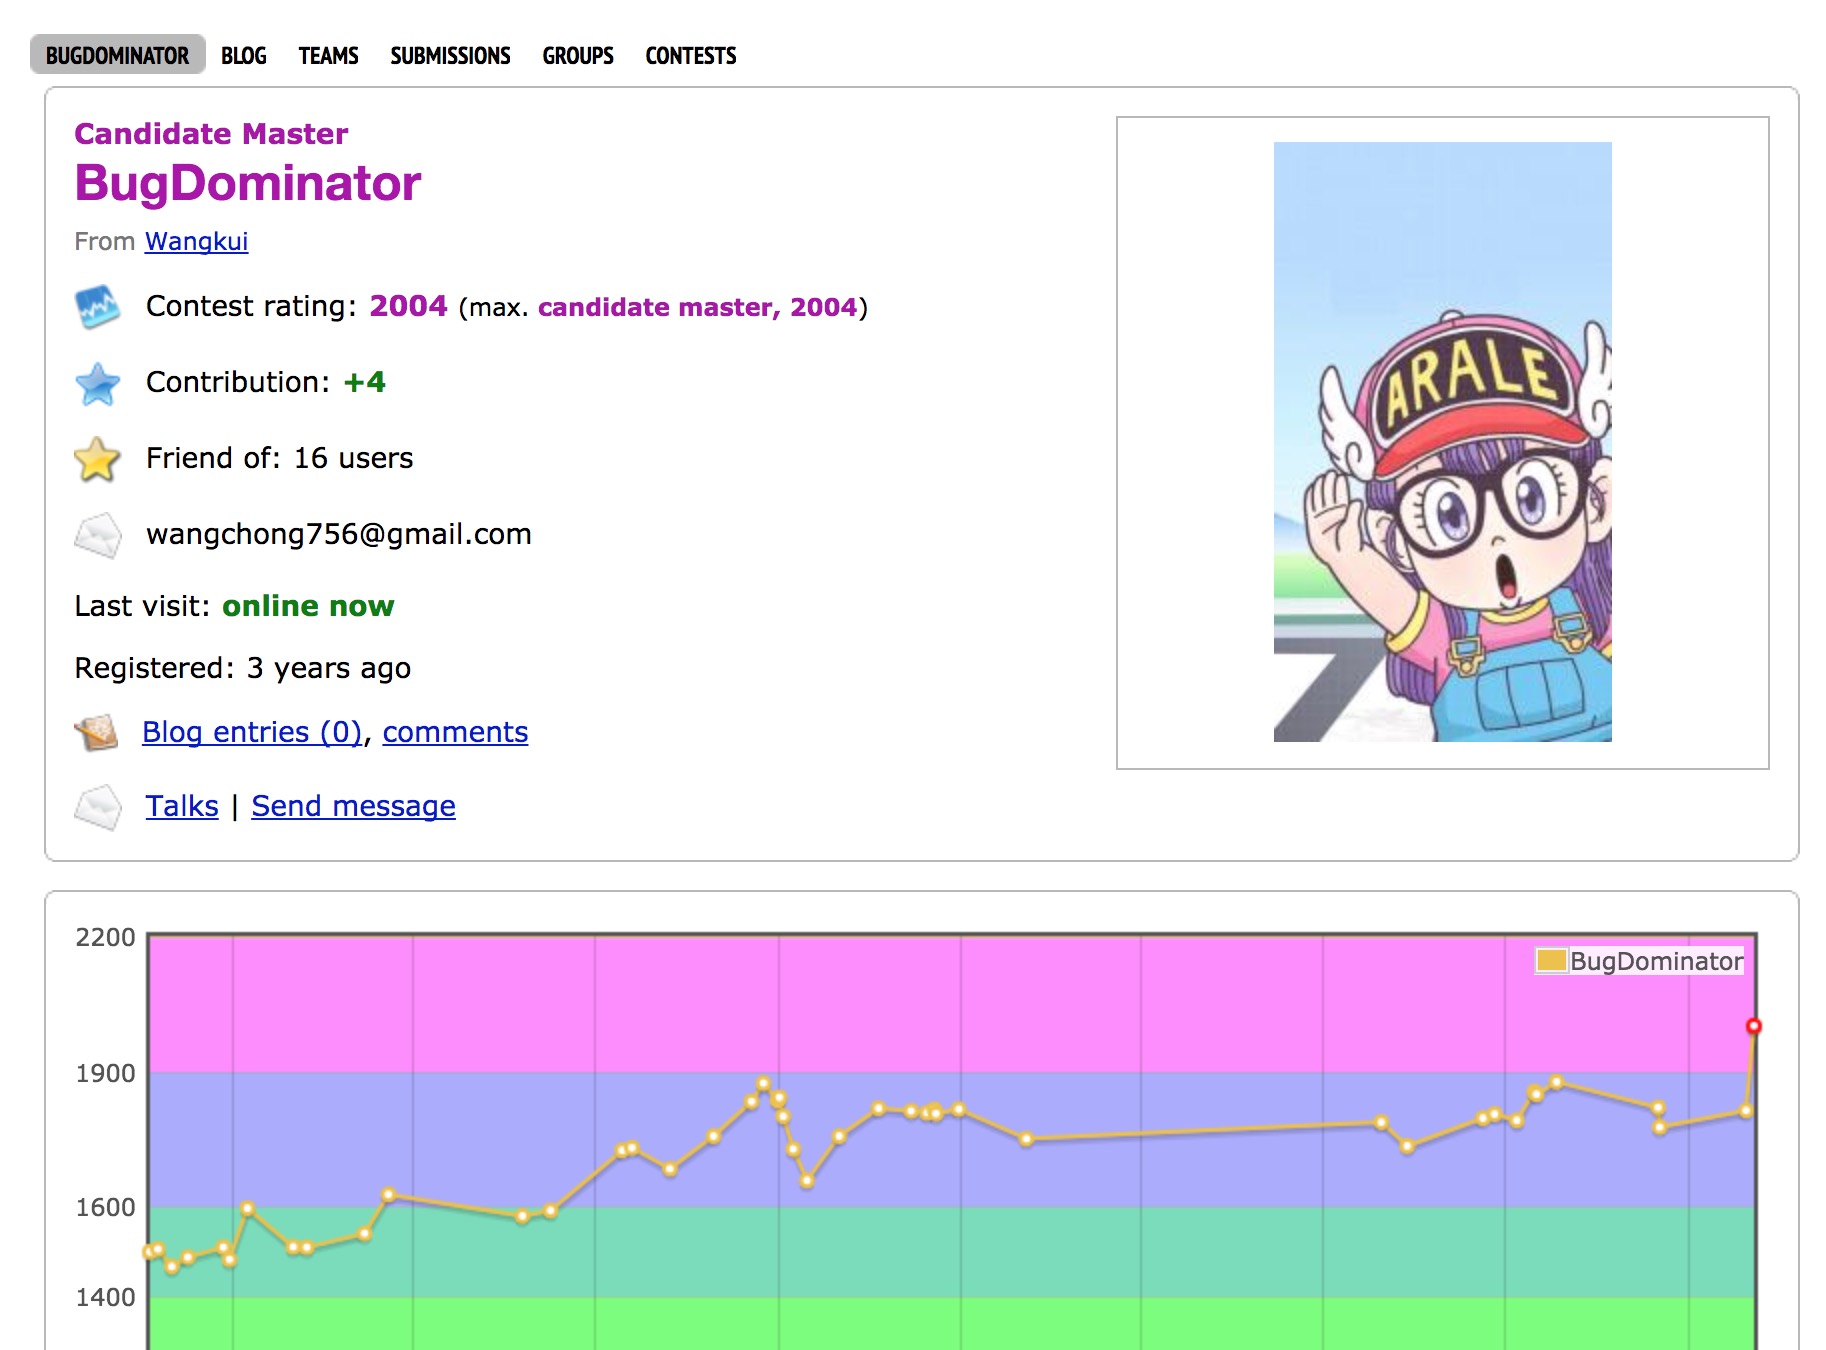 BUGDOMINATOR BLOG TEAMS SUBMISSIONS GROUPS CONTESTS
Candidate Master
BugDominator
From Wangkui
Contest rating: 2004 (max. candidate master, 2004)
Contribution: +4
Friend of: 16 users
wangchong756@gmail.com
Last visit: online now
Registered: 3 years ago
Blog entries (0), comments
Talks | Send message
ARALE
2200
BugDominator
1900
1600
1400